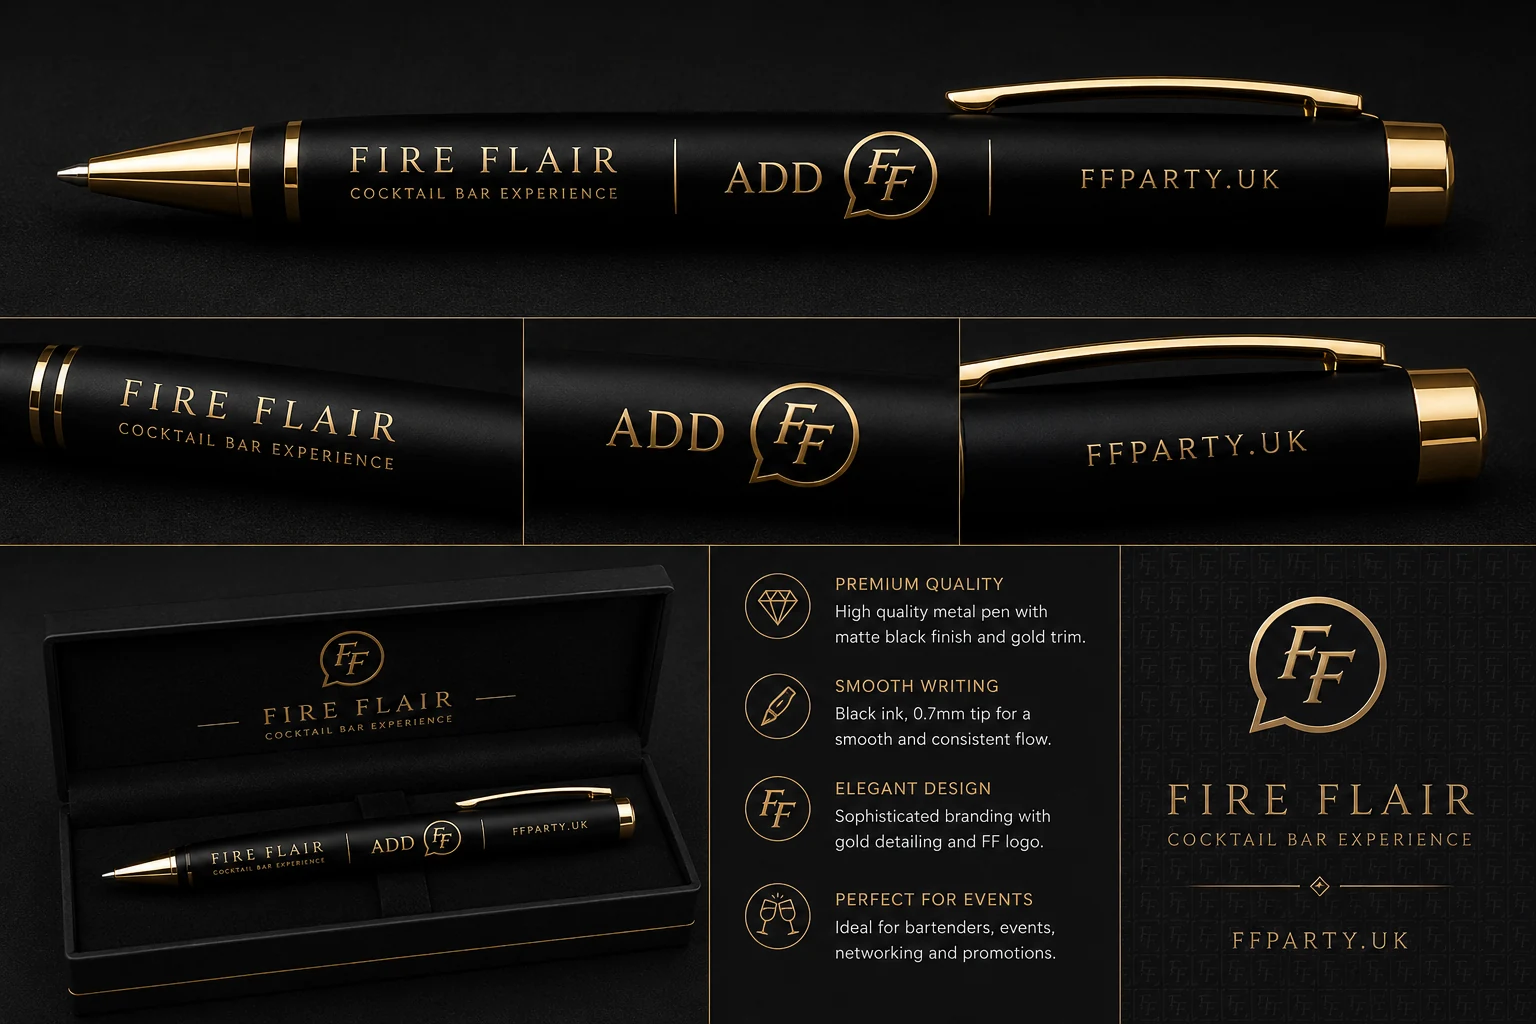 FIRE FLAIR
COCKTAIL BAR EXPERIENCE
ADD FF
FFPARTY.UK
FIRE FLAIR
COCKTAIL BAR EXPERIENCE
ADD FF
FFPARTY.UK
FF
FIRE FLAIR
COCKTAIL BAR EXPERIENCE
FIRE FLAIR
COCKTAIL BAR EXPERIENCE
ADD FF
FFPARTY.UK
PREMIUM QUALITY
High quality metal pen with
matte black finish and gold trim.
SMOOTH WRITING
Black ink, 0.7mm tip for a
smooth and consistent flow.
FF
ELEGANT DESIGN
Sophisticated branding with
gold detailing and FF logo.
PERFECT FOR EVENTS
Ideal for bartenders, events,
networking and promotions.
FF
FIRE FLAIR
COCKTAIL BAR EXPERIENCE
FFPARTY.UK